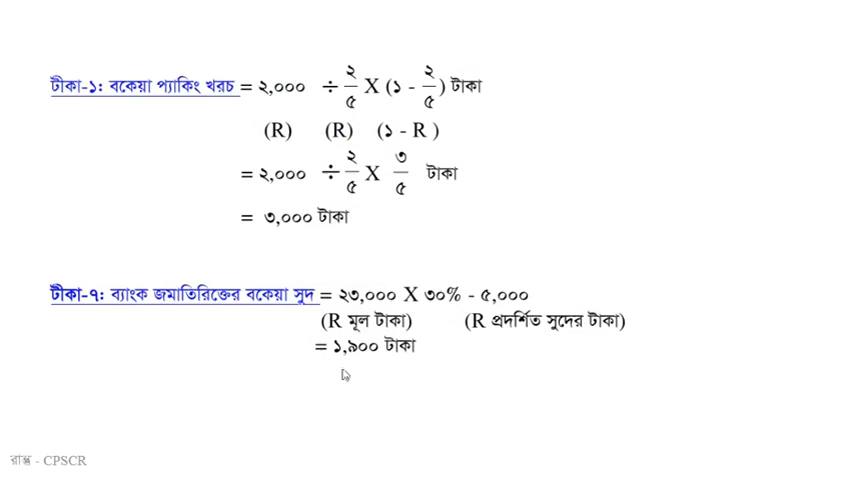 টীকা-১: বকেয়া প্যাকিং খরচ = ২,০০০ ÷ ২/৫ X (১ - ২/৫) টাকা
(R) (R) (১ - R )
= ২,০০০ ÷ ২/৫ X ৩/৫ টাকা
= ৩,০০০ টাকা
টীকা-৭: ব্যাংক জমাতিরিক্তের বকেয়া সুদ = ২৩,০০০ X ৩০% - ৫,০০০
(R মূল টাকা) (R প্রদর্শিত সুদের টাকা)
= ১,৯০০ টাকা
- CPSCR